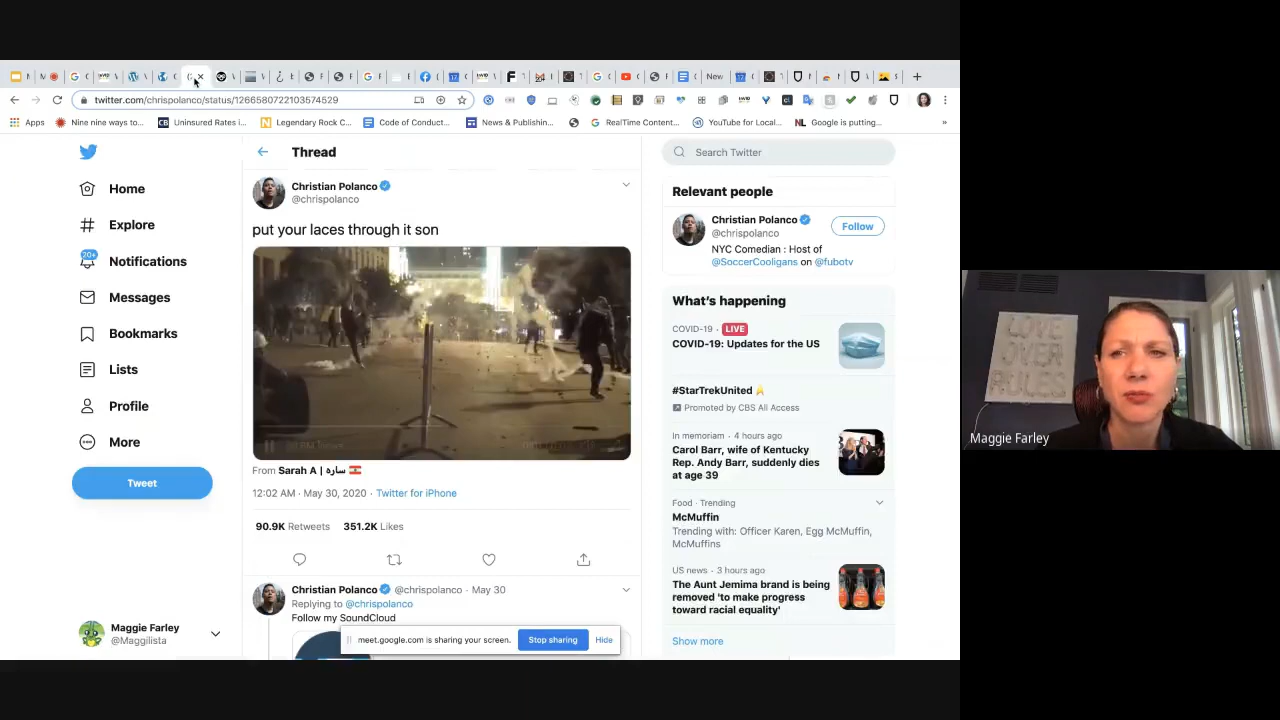 New
twitter.com/chrispolanco/status/1266580722103574529
Apps
Nine nine ways to...
Uninsured Rates i...
Legendary Rock C...
Code of Conduct...
News & Publishin...
RealTime Content...
YouTube for Local...
Google is putting...
Thread
Search Twitter
Home
Explore
20+
Notifications
Messages
Bookmarks
Lists
Profile
More
Tweet
Maggie Farley
@Maggilista
Christian Polanco
@chrispolanco
put your laces through it son
From Sarah A | سارة
12:02 AM · May 30, 2020 · Twitter for iPhone
90.9K Retweets 351.2K Likes
Christian Polanco @chrispolanco · May 30
Replying to @chrispolanco
Follow my SoundCloud
meet.google.com is sharing your screen.
Stop sharing
Hide
Relevant people
Christian Polanco
@chrispolanco
Follow
NYC Comedian : Host of
@SoccerCooligans on @fubotv
What's happening
COVID-19 · LIVE
COVID-19: Updates for the US
#StarTrekUnited
Promoted by CBS All Access
In memoriam · 4 hours ago
Carol Barr, wife of Kentucky
Rep. Andy Barr, suddenly dies
at age 39
Food · Trending
McMuffin
Trending with: Officer Karen, Egg McMuffin,
McMuffins
US news · 3 hours ago
The Aunt Jemima brand is being
removed 'to make progress
toward racial equality'
Show more
LOVE
OVER
RULES
Maggie Farley